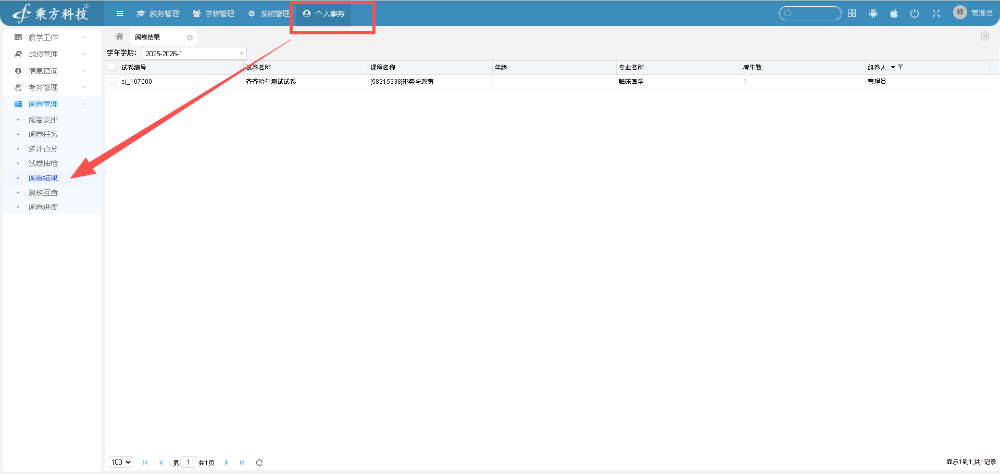 乘方科技
教务管理
学籍管理
系统管理
个人事务
师
管理员
教学工作
成绩管理
信息查询
考务管理
阅卷管理
阅卷安排
阅卷任务
多评合分
试卷抽检
阅卷结果
复核互查
阅卷进度
阅卷结果
学年学期： 2025-2026-1
试卷编号 试卷名称 课程名称 年级 专业名称 考生数 组卷人
sj_107000 齐齐哈尔测试试卷 [58215338]形势与政策 临床医学 1 管理员
100 第 1 共1页
显示1到1,共1记录